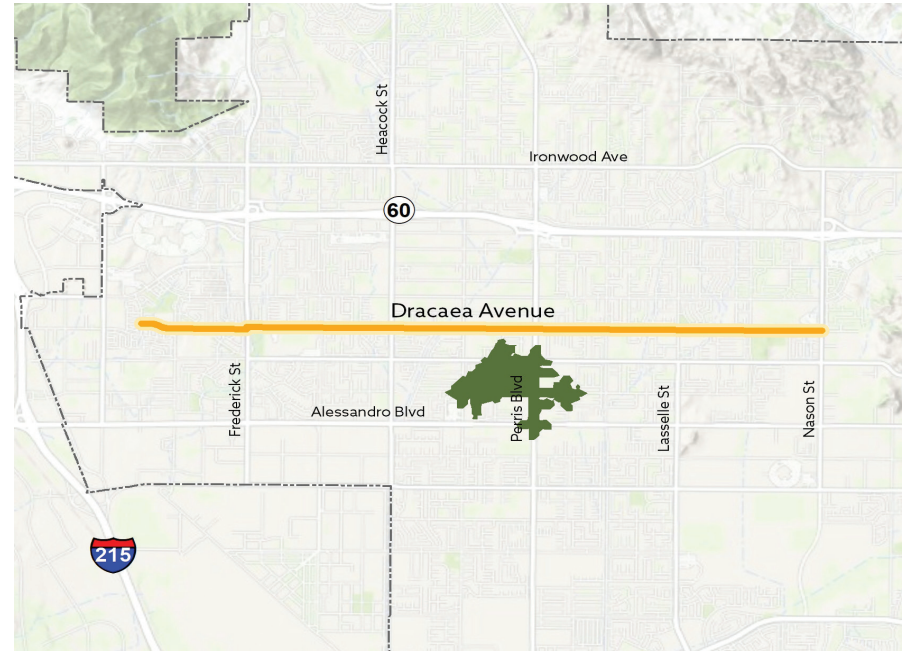 Heacock St
Ironwood Ave
60
Dracaea Avenue
Frederick St
Perris Blvd
Lasselle St
Nason St
Alessandro Blvd
215